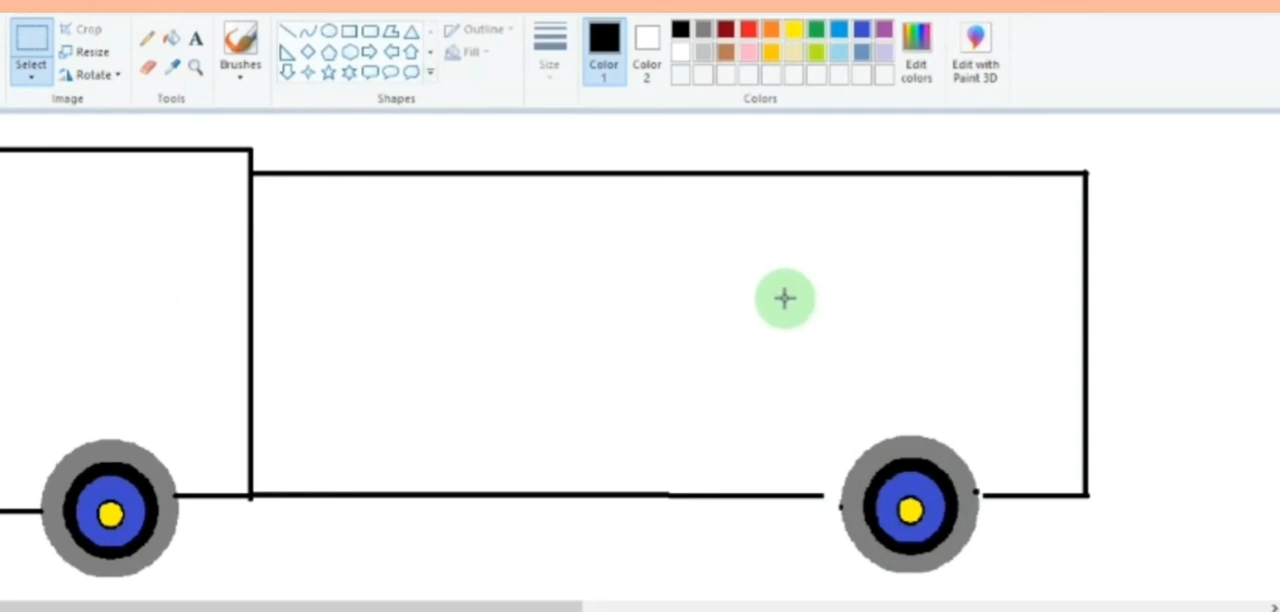 Crop
Resize
Rotate
Select
Image
A
Tools
Brushes
Outline
Fill
Shapes
Size
Color 1
Color 2
Edit colors
Edit with Paint 3D
Colors